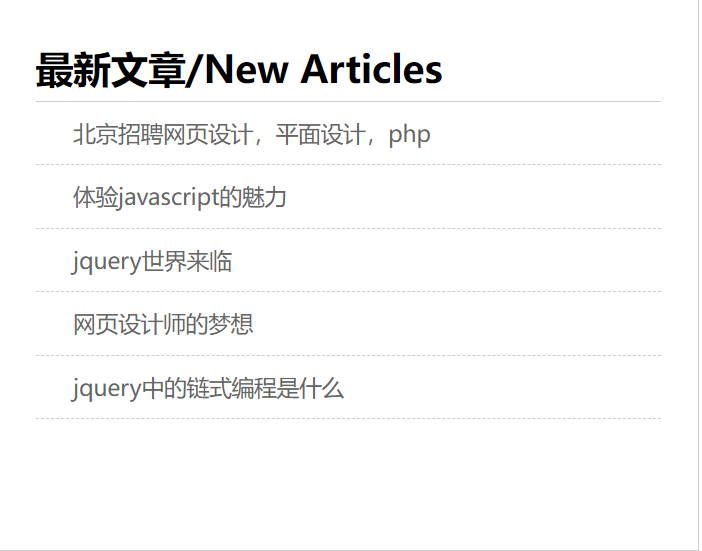 最新文章/New Articles
北京招聘网页设计，平面设计，php
体验javascript的魅力
jquery世界来临
网页设计师的梦想
jquery中的链式编程是什么